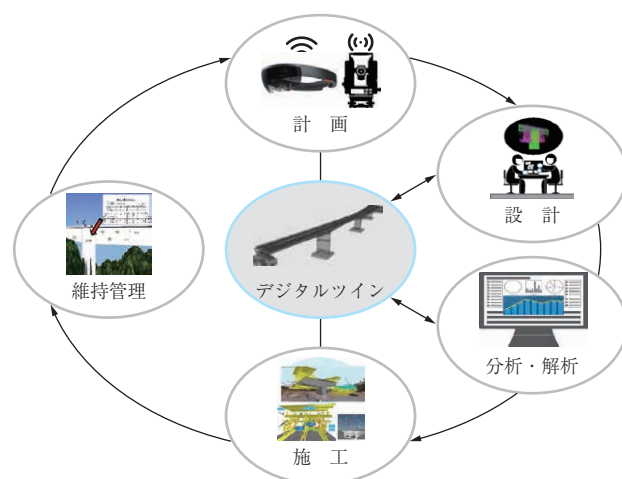 計 画
設 計
デジタルツイン
維持管理
分析・解析
施 工